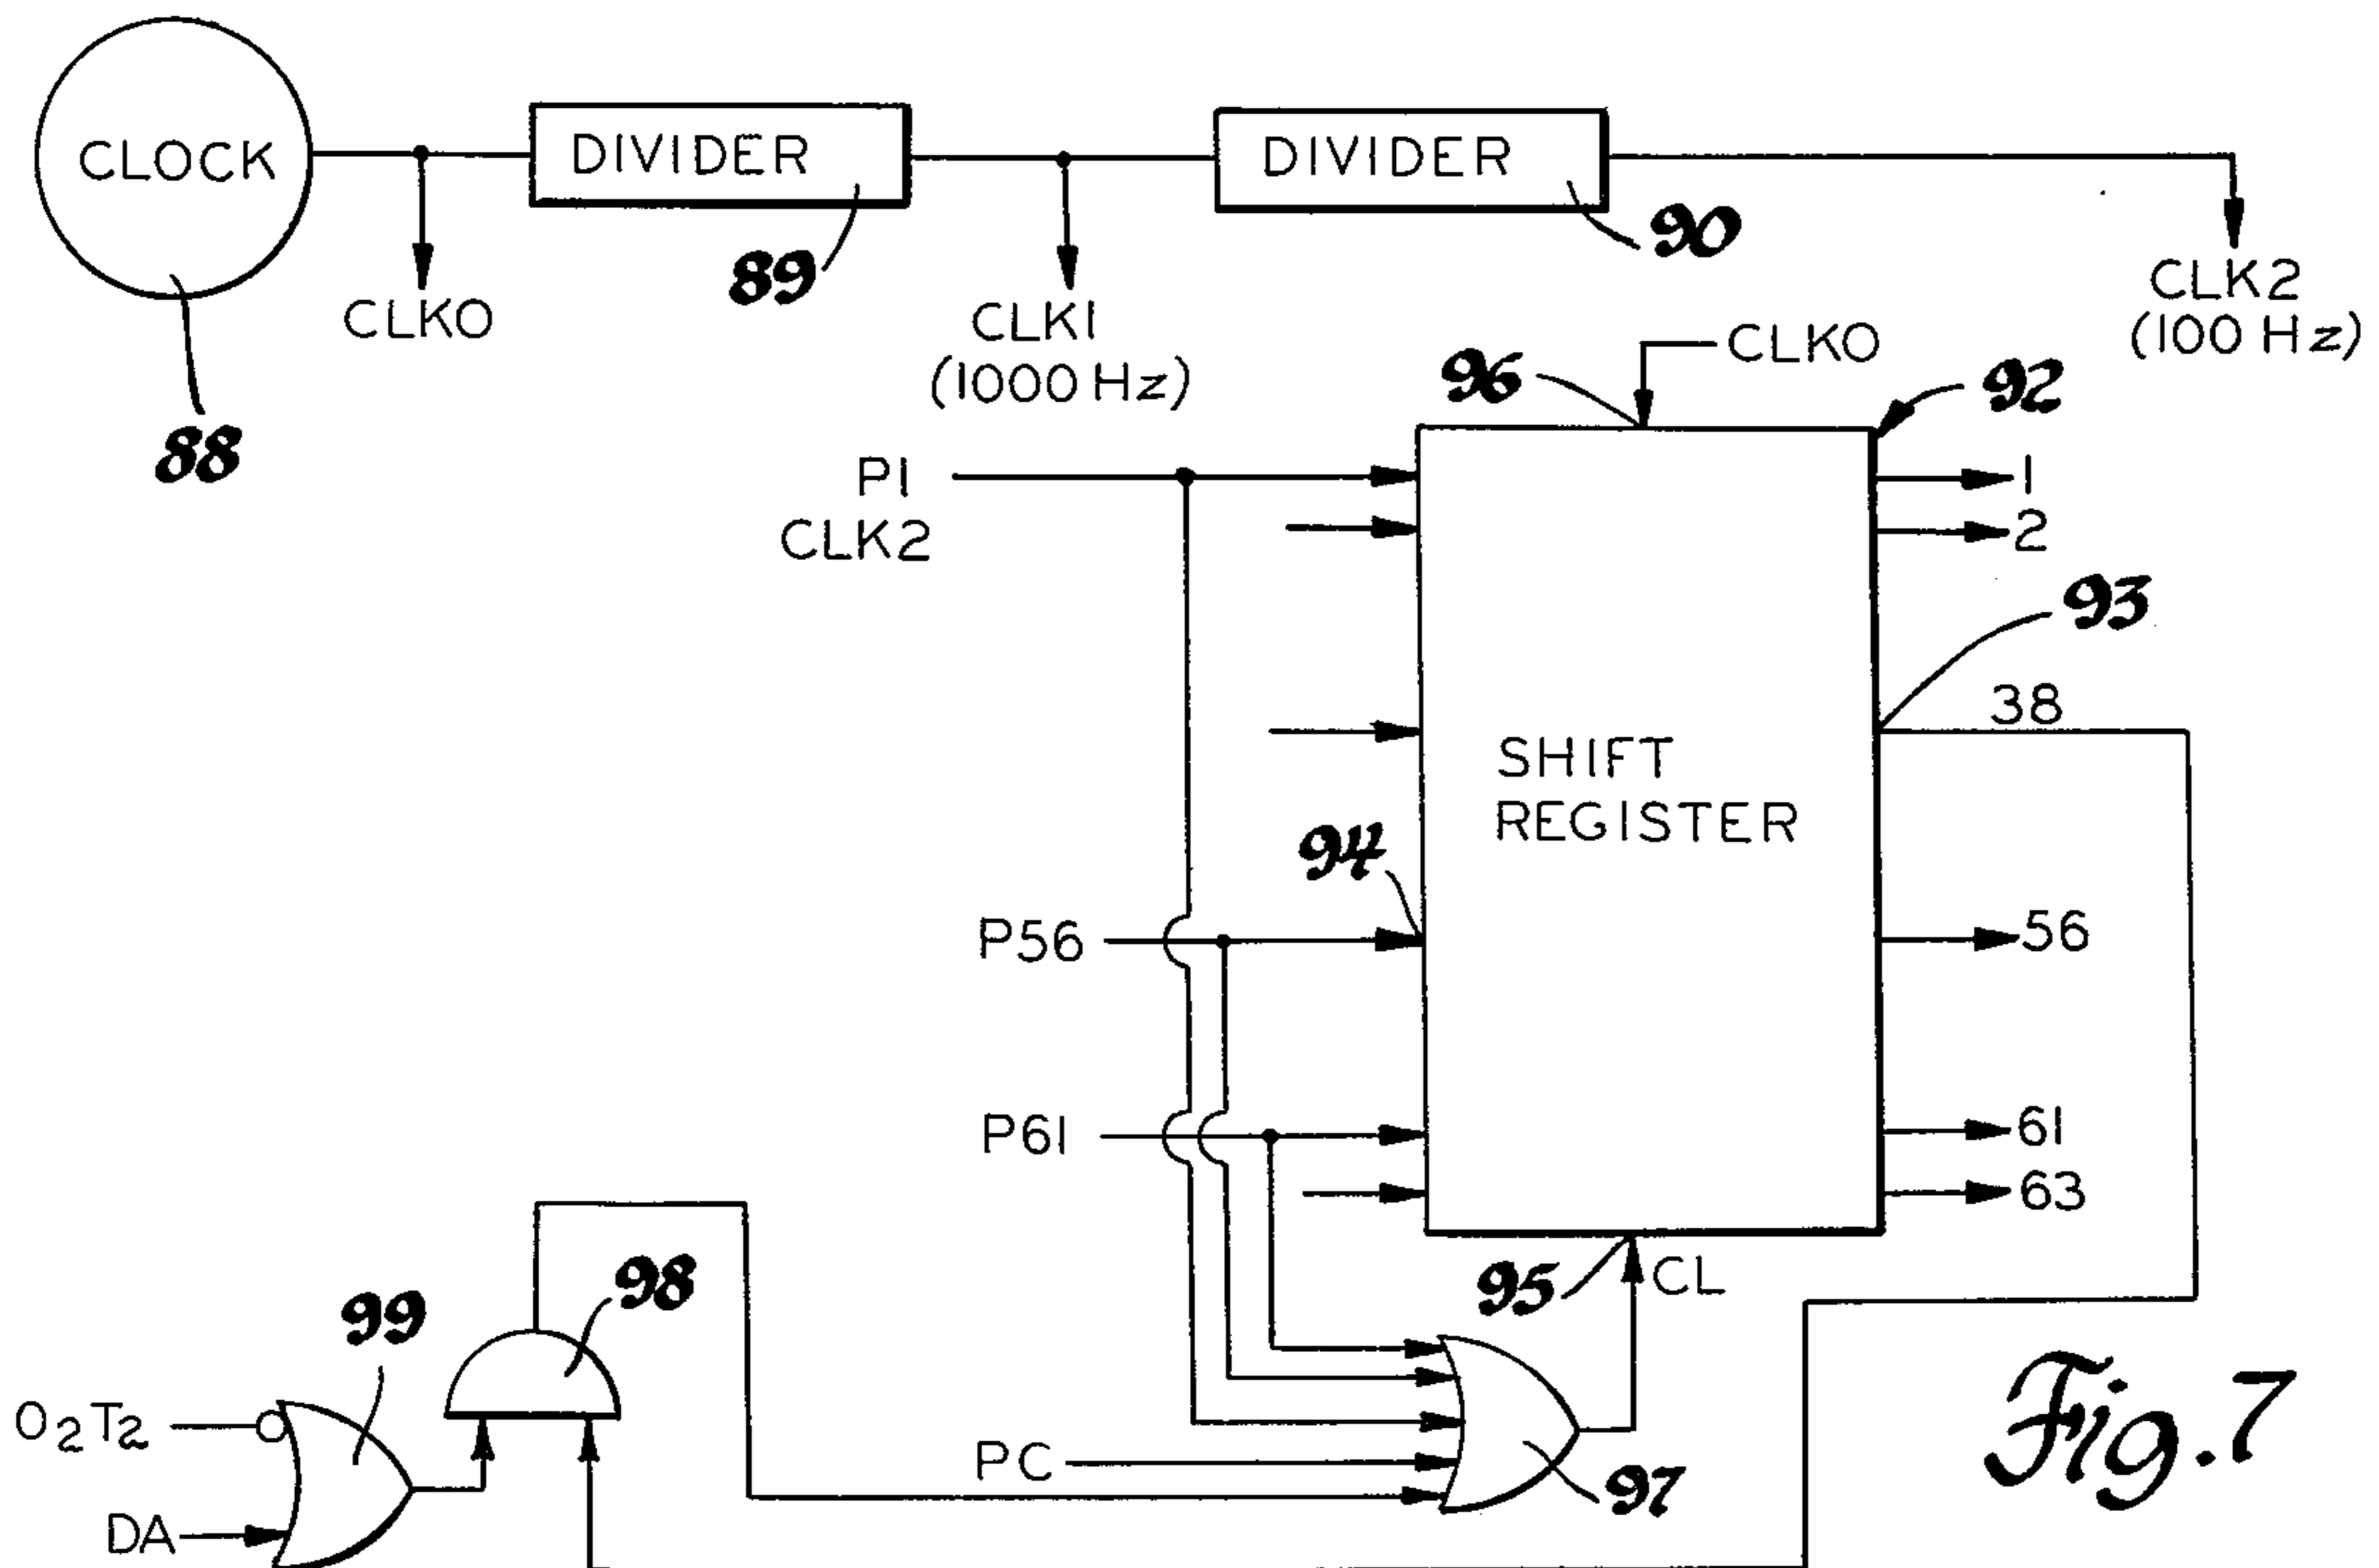 CLOCK
DIVIDER
DIVIDER
88
89
90
CLK0
CLK1
(1000 Hz)
CLK2
(100 Hz)
CLK0
96
92
P1
CLK2
1
2
93
38
SHIFT
REGISTER
94
P56
56
P61
61
63
95
CL
98
99
O₂T₂
PC
97
DA
Fig. 7